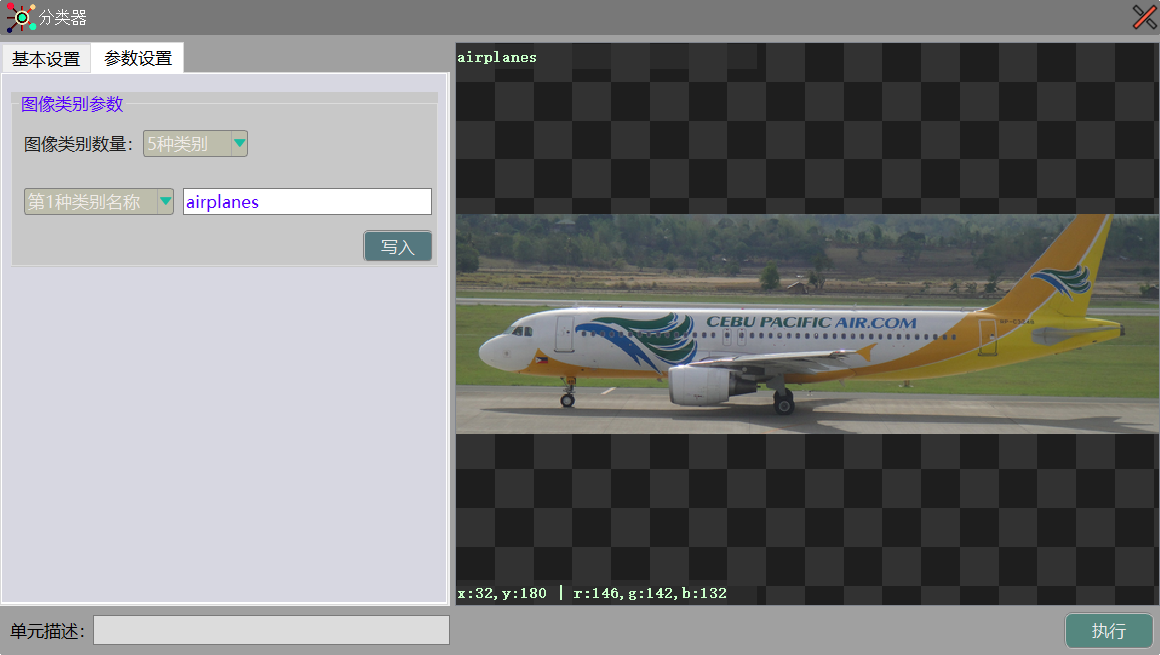 分类器
基本设置 参数设置
图像类别参数
图像类别数量: 5种类别
第1种类别名称 airplanes
写入
airplanes
CEBU PACIFIC AIR.COM
x:32,y:180 | r:146,g:142,b:132
单元描述:
执行